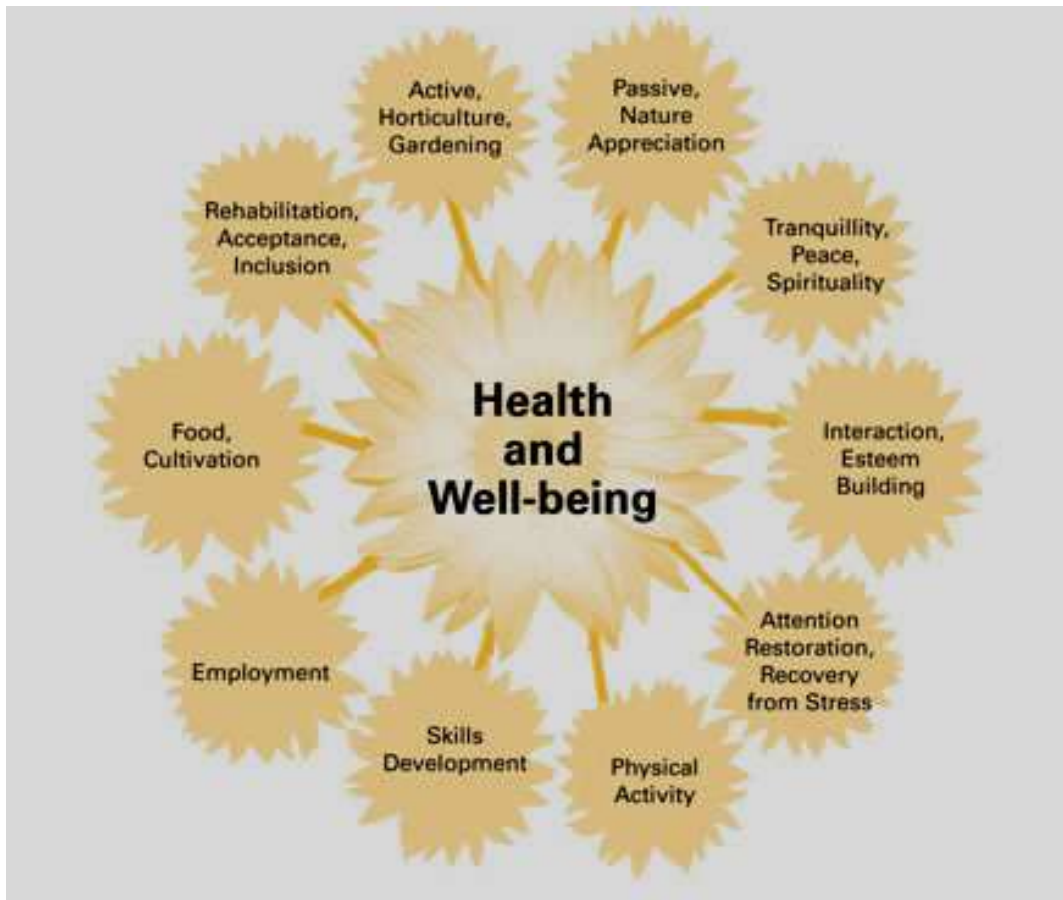 Active,
Horticulture,
Gardening
Passive,
Nature
Appreciation
Tranquillity,
Peace,
Spirituality
Interaction,
Esteem
Building
Attention
Restoration,
Recovery
from Stress
Physical
Activity
Skills
Development
Employment
Food,
Cultivation
Rehabilitation,
Acceptance,
Inclusion
Health
and
Well-being